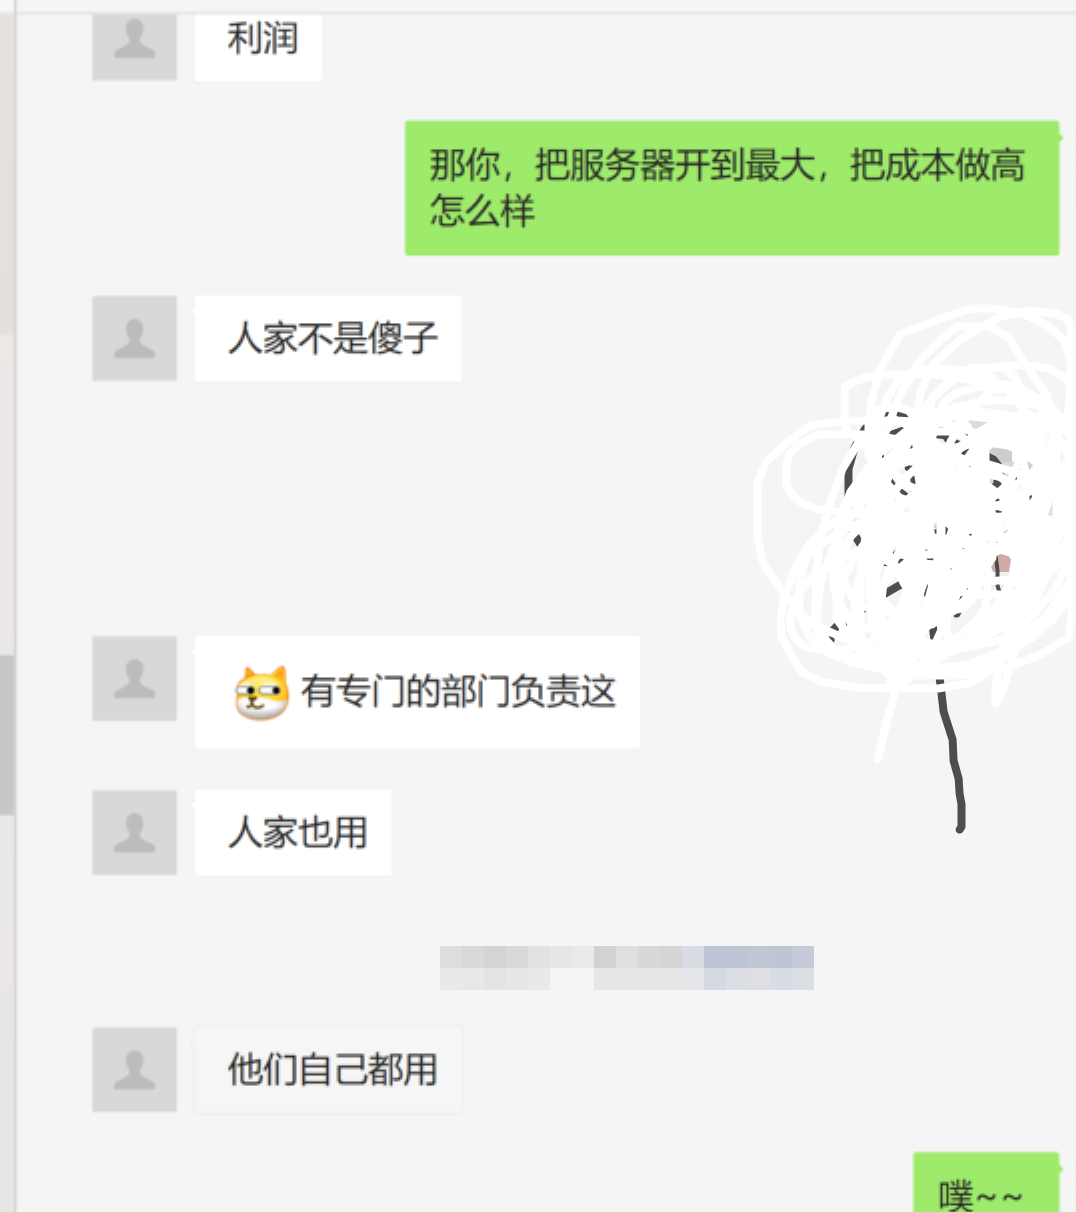 利润
那你，把服务器开到最大，把成本做高
怎么样
人家不是傻子
有专门的部门负责这
人家也用
他们自己都用
噗~~